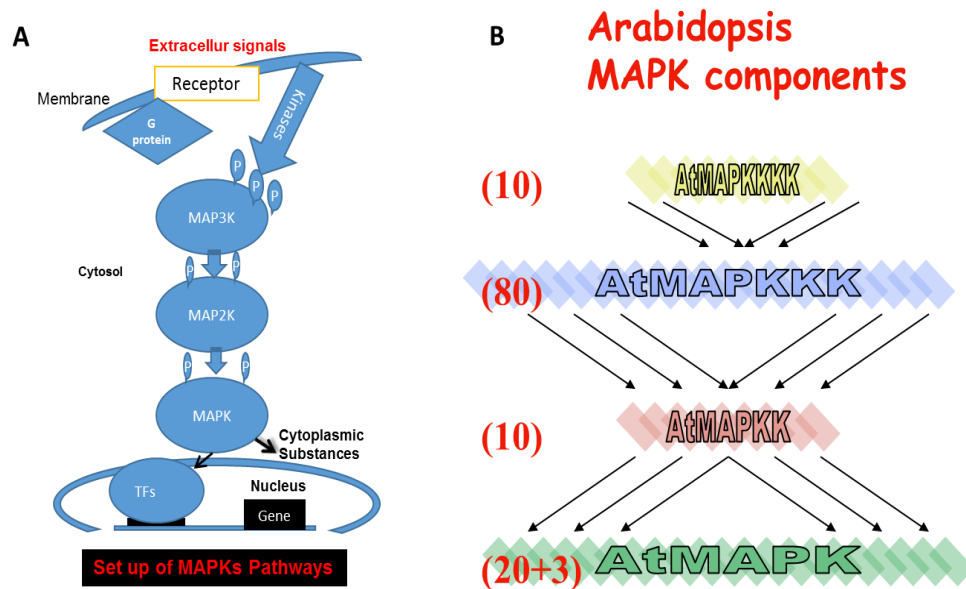 A
Extracellur signals
Receptor
Membrane
G
protein
Kinases
P
P
P
MAP3K
Cytosol
P
P
MAP2K
P
P
MAPK
Cytoplasmic
Substances
TFs
Nucleus
Gene
Set up of MAPKs Pathways
B
Arabidopsis
MAPK components
(10)
AtMAPKKKK
(80)
AtMAPKKK
(10)
AtMAPKK
(20+3)
AtMAPK